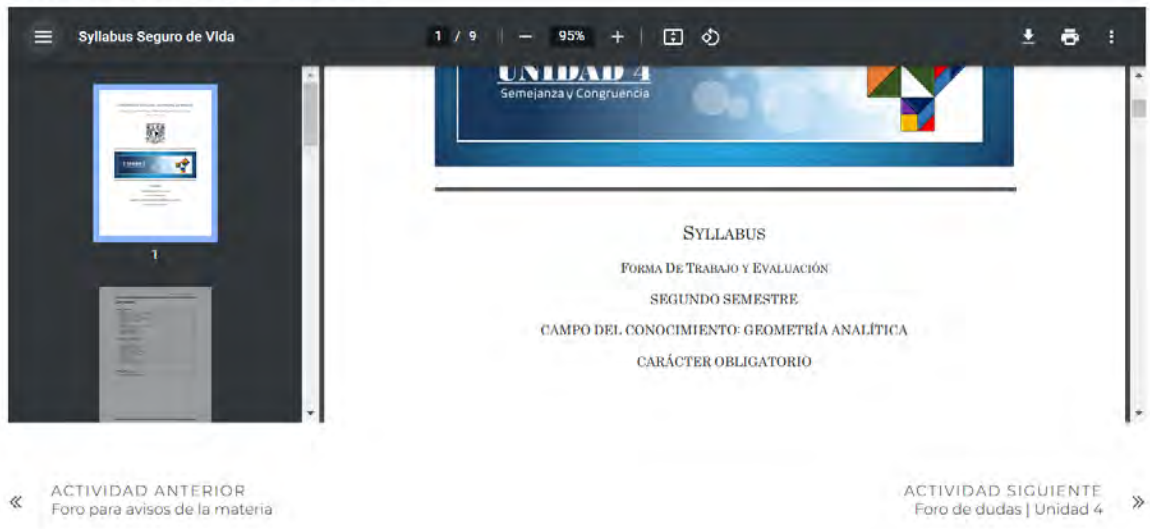 Syllabus Seguro de Vida
1 / 9
95%
UNIDAD 4
Semejanza y Congruencia
1
SYLLABUS
FORMA DE TRABAJO Y EVALUACIÓN
SEGUNDO SEMESTRE
CAMPO DEL CONOCIMIENTO: GEOMETRÍA ANALÍTICA
CARÁCTER OBLIGATORIO
ACTIVIDAD ANTERIOR
Foro para avisos de la materia
ACTIVIDAD SIGUIENTE
Foro de dudas | Unidad 4